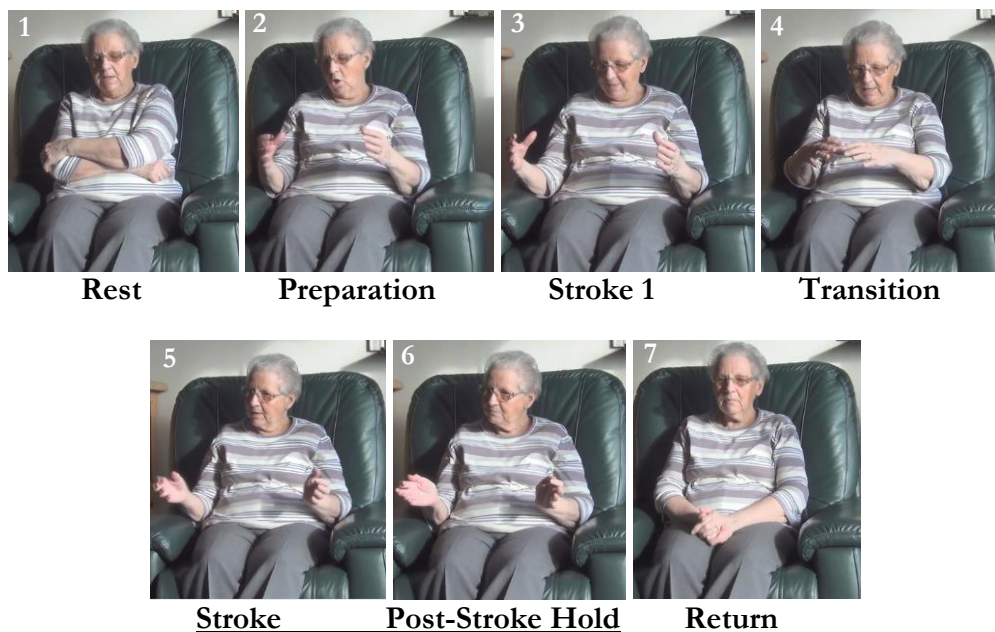 1 2 3 4
Rest Preparation Stroke 1 Transition
5 6 7
Stroke Post-Stroke Hold Return